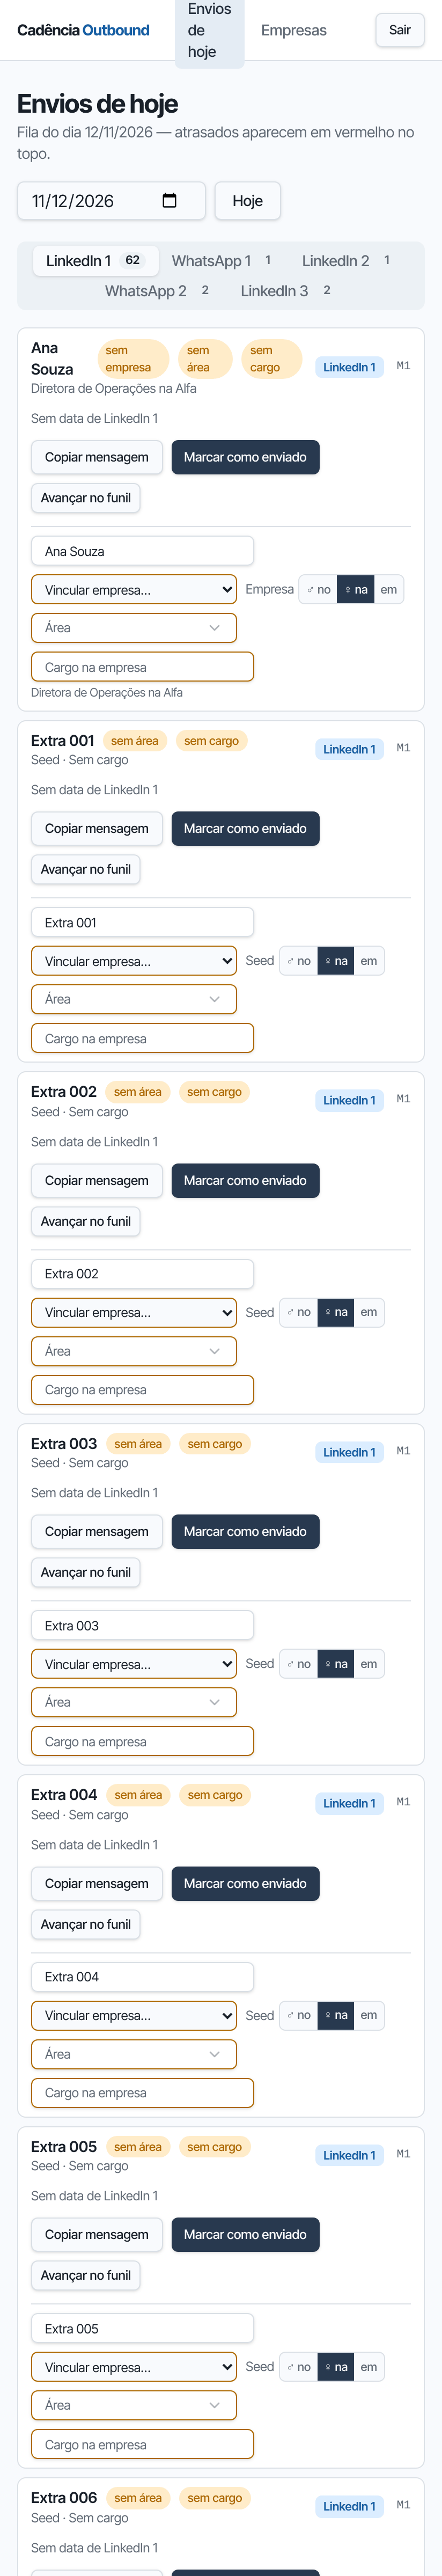 Cadência Outbound
Envios
de
hoje
Empresas
Sair
Envios de hoje
Fila do dia 12/11/2026 — atrasados aparecem em vermelho no
topo.
11/12/2026
Hoje
LinkedIn 1 62 WhatsApp 1 1 LinkedIn 2 1
WhatsApp 2 2 LinkedIn 3 2
Ana
Souza
sem
empresa
sem
área
sem
cargo
LinkedIn 1 M1
Diretora de Operações na Alfa
Sem data de LinkedIn 1
Copiar mensagem Marcar como enviado
Avançar no funil
Ana Souza
Vincular empresa... Empresa ♂ no ♀ na em
Área
Cargo na empresa
Diretora de Operações na Alfa
Extra 001 sem área sem cargo LinkedIn 1 M1
Seed · Sem cargo
Sem data de LinkedIn 1
Copiar mensagem Marcar como enviado
Avançar no funil
Extra 001
Vincular empresa... Seed ♂ no ♀ na em
Área
Cargo na empresa
Extra 002 sem área sem cargo LinkedIn 1 M1
Seed · Sem cargo
Sem data de LinkedIn 1
Copiar mensagem Marcar como enviado
Avançar no funil
Extra 002
Vincular empresa... Seed ♂ no ♀ na em
Área
Cargo na empresa
Extra 003 sem área sem cargo LinkedIn 1 M1
Seed · Sem cargo
Sem data de LinkedIn 1
Copiar mensagem Marcar como enviado
Avançar no funil
Extra 003
Vincular empresa... Seed ♂ no ♀ na em
Área
Cargo na empresa
Extra 004 sem área sem cargo LinkedIn 1 M1
Seed · Sem cargo
Sem data de LinkedIn 1
Copiar mensagem Marcar como enviado
Avançar no funil
Extra 004
Vincular empresa... Seed ♂ no ♀ na em
Área
Cargo na empresa
Extra 005 sem área sem cargo LinkedIn 1 M1
Seed · Sem cargo
Sem data de LinkedIn 1
Copiar mensagem Marcar como enviado
Avançar no funil
Extra 005
Vincular empresa... Seed ♂ no ♀ na em
Área
Cargo na empresa
Extra 006 sem área sem cargo LinkedIn 1 M1
Seed · Sem cargo
Sem data de LinkedIn 1